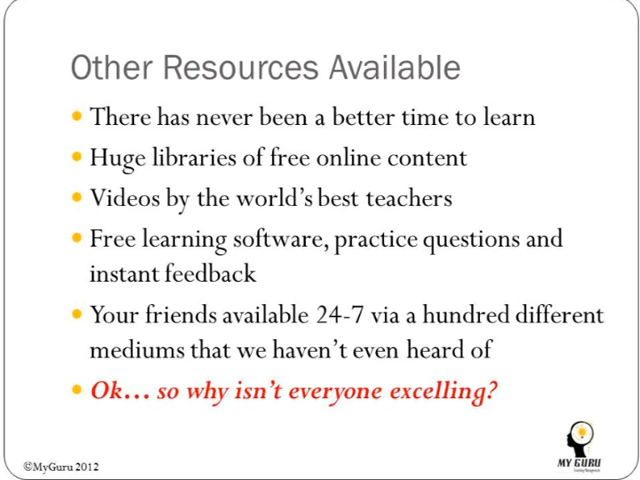 Other Resources Available
• There has never been a better time to learn
• Huge libraries of free online content
• Videos by the world's best teachers
• Free learning software, practice questions and
instant feedback
• Your friends available 24-7 via a hundred different
mediums that we haven't even heard of
• Ok… so why isn't everyone excelling?
©MyGuru 2012
MY GURU
Learning Management